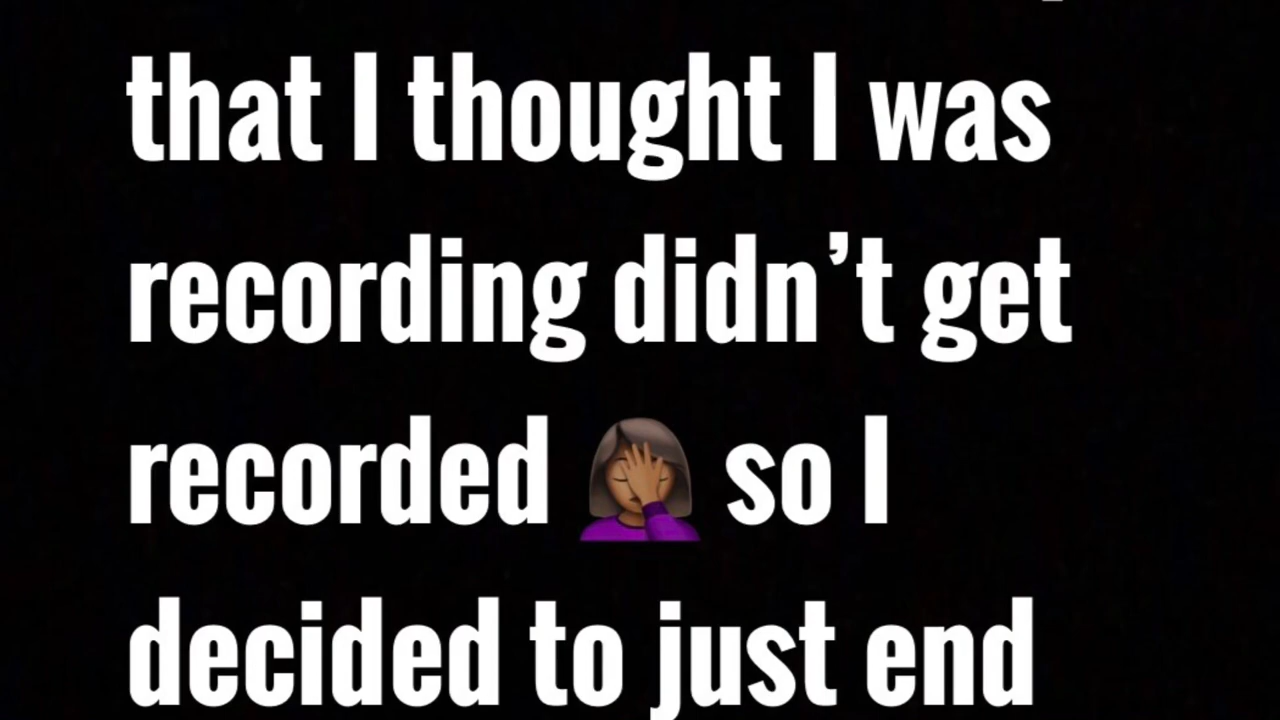 that I thought I was
recording didn’t get
recorded 🤦🏽‍♀️ so I
decided to just end